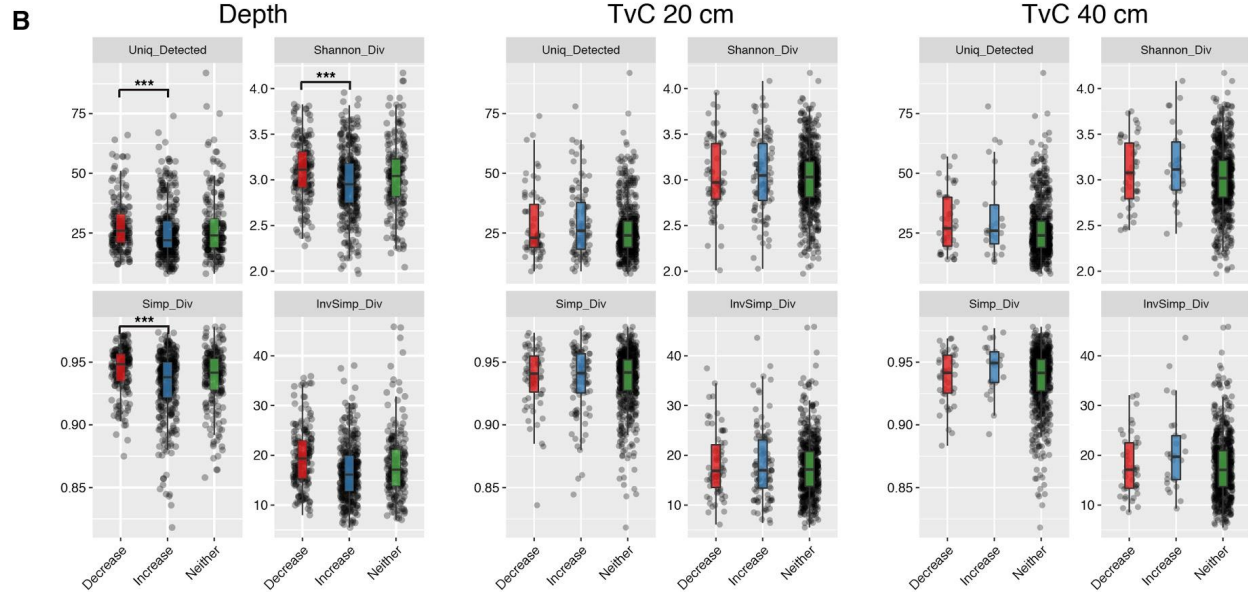 B
Depth
TvC 20 cm
TvC 40 cm
Uniq_Detected
Shannon_Div
Uniq_Detected
Shannon_Div
Uniq_Detected
Shannon_Div
***
***
75
50
25
4.0
3.5
3.0
2.5
2.0
75
50
25
4.0
3.5
3.0
2.5
2.0
75
50
25
4.0
3.5
3.0
2.5
2.0
Simp_Div
InvSimp_Div
Simp_Div
InvSimp_Div
Simp_Div
InvSimp_Div
***
0.95
0.90
0.85
40
30
20
10
0.95
0.90
0.85
40
30
20
10
0.95
0.90
0.85
40
30
20
10
Decrease
Increase
Neither
Decrease
Increase
Neither
Decrease
Increase
Neither
Decrease
Increase
Neither
Decrease
Increase
Neither
Decrease
Increase
Neither